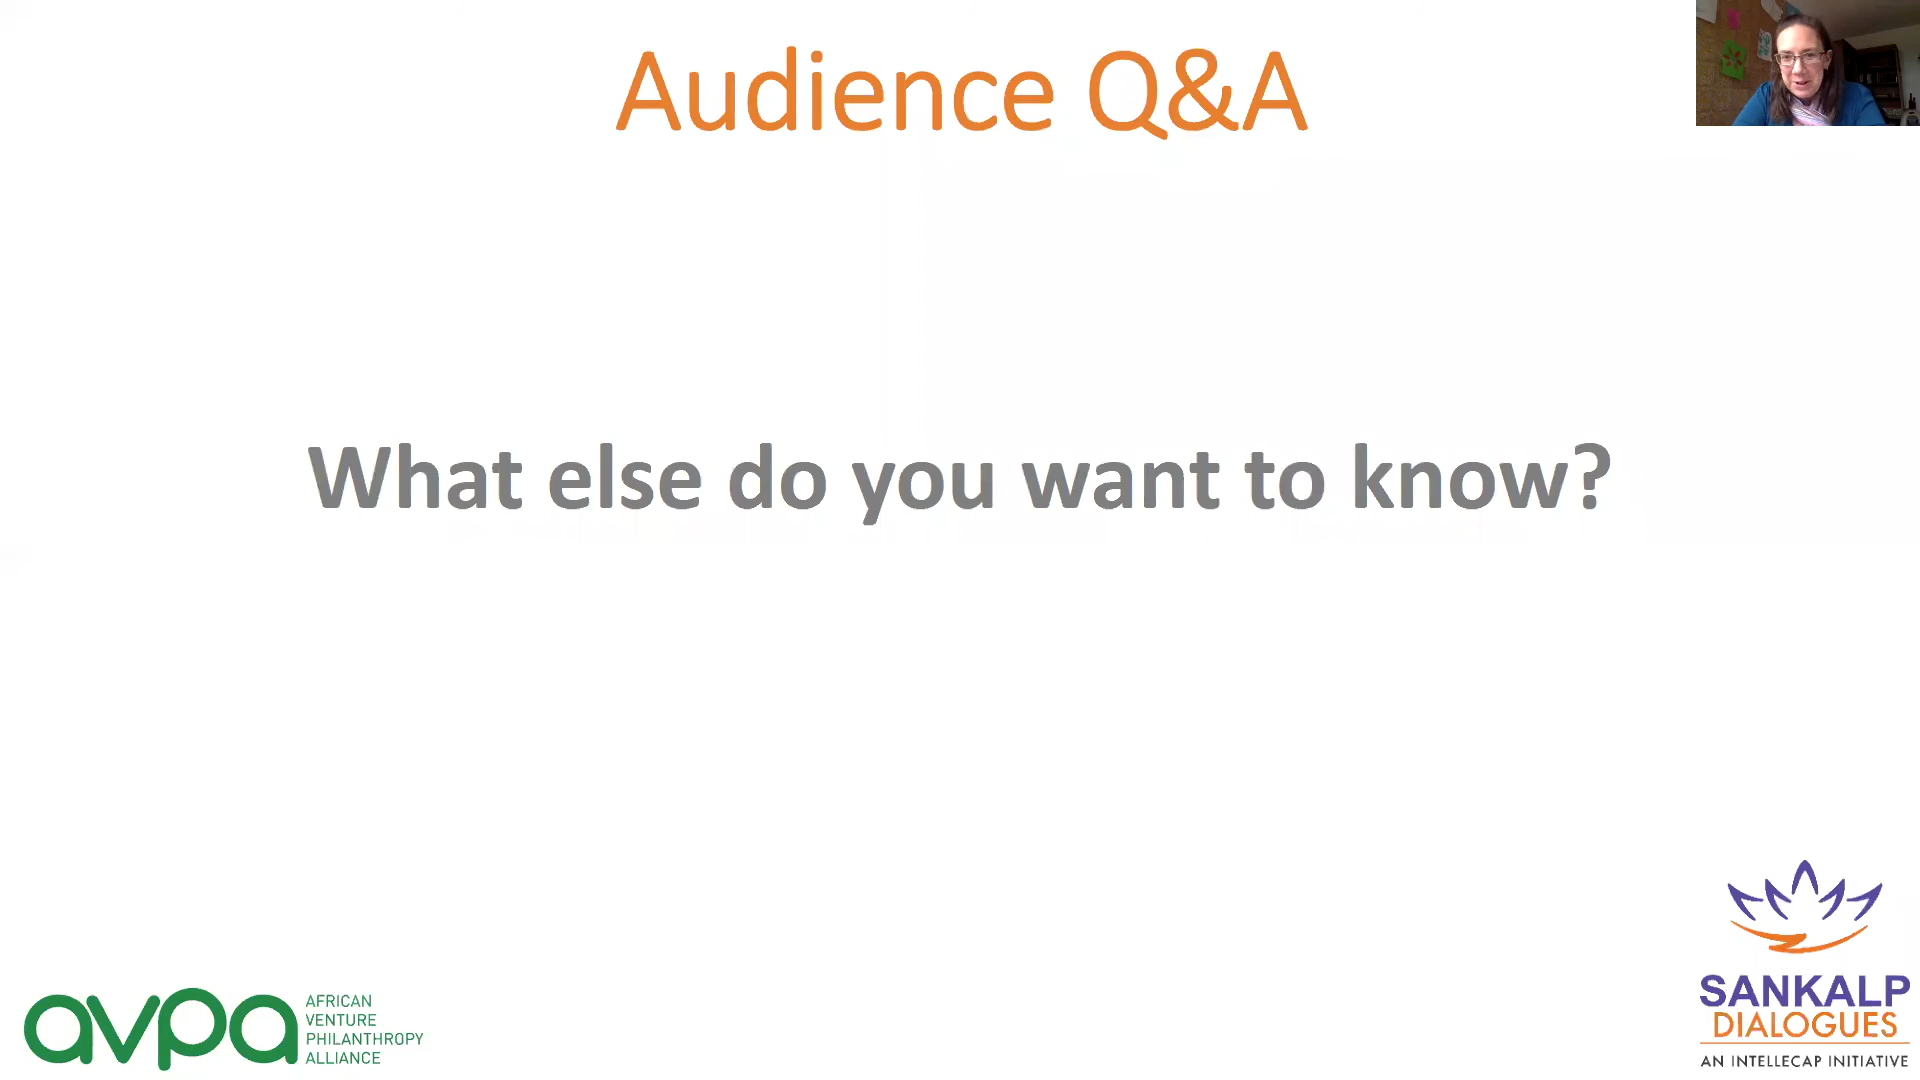 Audience Q&A
What else do you want to know?
avpa
AFRICAN
VENTURE
PHILANTHROPY
ALLIANCE
SANKALP
DIALOGUES
AN INTELLECAP INITIATIVE